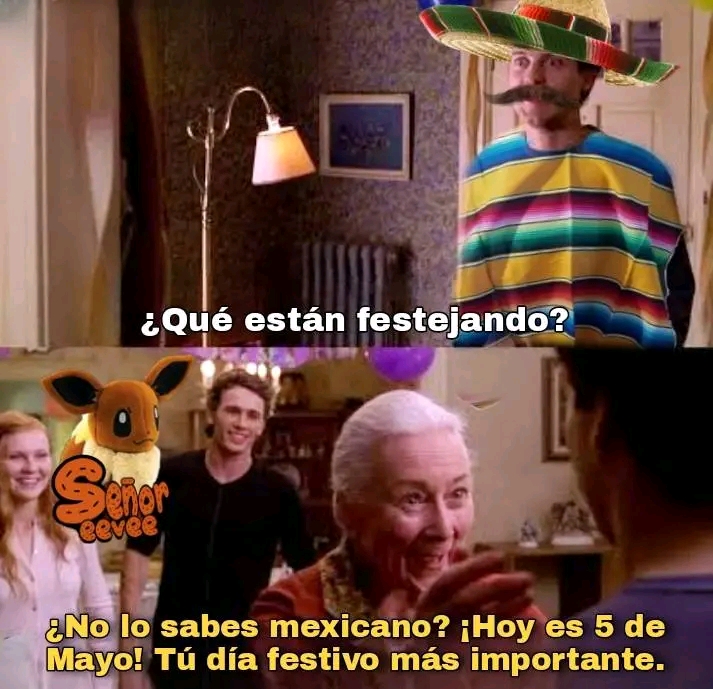 ¿Qué están festejando?
Señor
eevee
¿No lo sabes mexicano? ¡Hoy es 5 de
Mayo! Tú día festivo más importante.